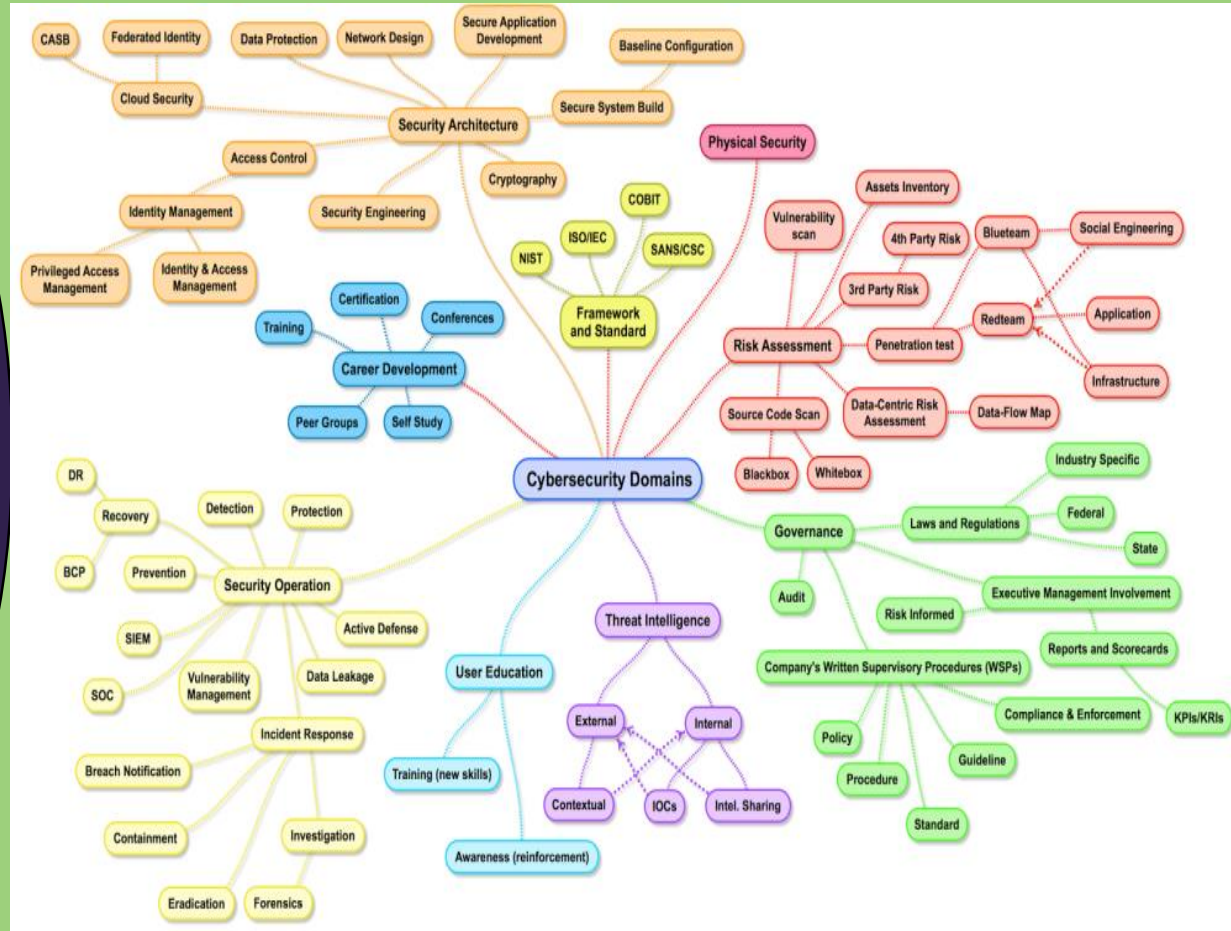 CASB
Federated Identity
Cloud Security
Data Protection
Network Design
Secure Application
Development
Baseline Configuration
Secure System Build
Security Architecture
Access Control
Cryptography
Security Engineering
Identity Management
Privileged Access
Management
Identity & Access
Management
Physical Security
NIST
ISO/IEC
COBIT
SANS/CSC
Framework
and Standard
Training
Certification
Conferences
Career Development
Peer Groups
Self Study
Vulnerability
scan
Assets Inventory
4th Party Risk
3rd Party Risk
Blueteam
Social Engineering
Redteam
Application
Infrastructure
Risk Assessment
Penetration test
Source Code Scan
Data-Centric Risk
Assessment
Data-Flow Map
Blackbox
Whitebox
Cybersecurity Domains
Governance
Laws and Regulations
Industry Specific
Federal
State
Audit
Executive Management Involvement
Risk Informed
Reports and Scorecards
KPIs/KRIs
Company's Written Supervisory Procedures (WSPs)
Compliance & Enforcement
Policy
Procedure
Guideline
Standard
DR
Recovery
BCP
Detection
Protection
Prevention
Security Operation
SIEM
SOC
Vulnerability
Management
Active Defense
Data Leakage
Incident Response
Breach Notification
Containment
Eradication
Investigation
Forensics
User Education
Training (new skills)
Awareness (reinforcement)
Threat Intelligence
External
Internal
Contextual
IOCs
Intel. Sharing